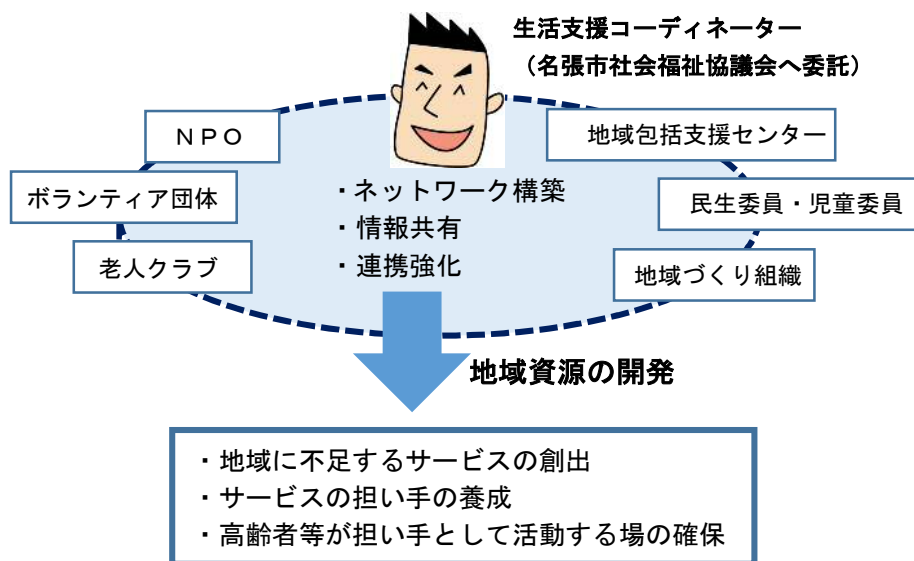 生活支援コーディネーター
（名張市社会福祉協議会へ委託）
ＮＰＯ
ボランティア団体
老人クラブ
地域包括支援センター
民生委員・児童委員
地域づくり組織
・ネットワーク構築
・情報共有
・連携強化
地域資源の開発
・地域に不足するサービスの創出
・サービスの担い手の養成
・高齢者等が担い手として活動する場の確保